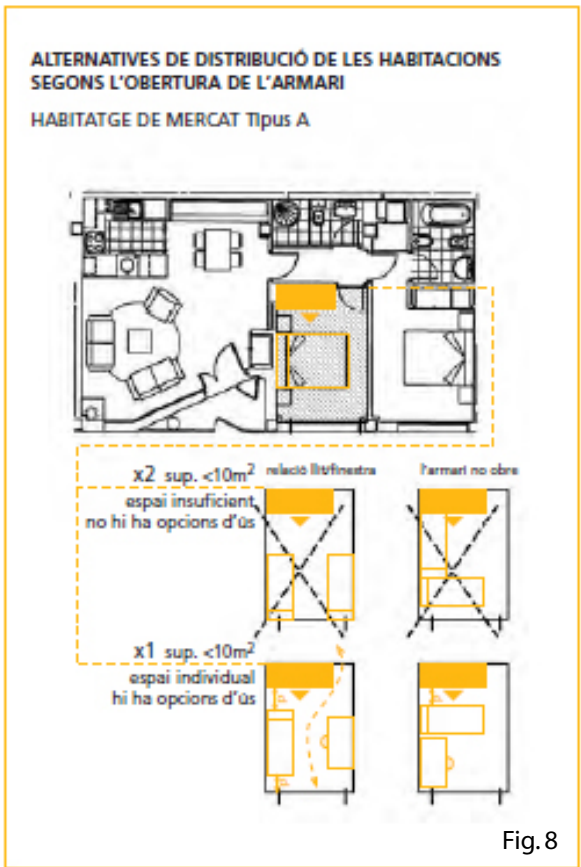 ALTERNATIVES DE DISTRIBUCIÓ DE LES HABITACIONS
SEGONS L'OBERTURA DE L'ARMARI
HABITATGE DE MERCAT Tipus A
x2 sup. <10m²
espai insuficient
no hi ha opcions d'ús
relació llit/finestra
l'armari no obre
x1 sup. <10m²
espai individual
hi ha opcions d'ús
Fig. 8